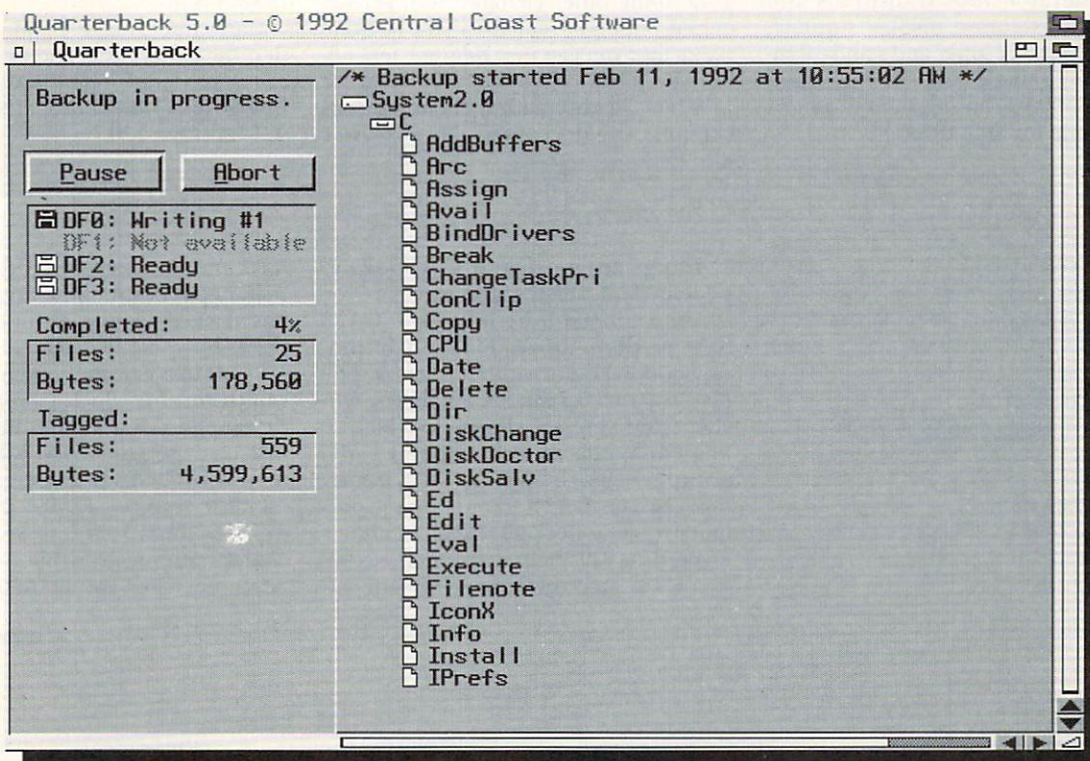 Quarterback 5.0 - © 1992 Central Coast Software
Quarterback
Backup in progress.
Pause Abort
DF0: Writing #1
DF1: Not available
DF2: Ready
DF3: Ready
Completed: 4%
Files: 25
Bytes: 178,560
Tagged:
Files: 559
Bytes: 4,599,613
/* Backup started Feb 11, 1992 at 10:55:02 AM */
System2.0
C
AddBuffers
Arc
Assign
Avail
BindDrivers
Break
ChangeTaskPri
ConClip
Copy
CPU
Date
Delete
Dir
DiskChange
DiskDoctor
DiskSalv
Ed
Edit
Eval
Execute
Filenote
IconX
Info
Install
IPrefs